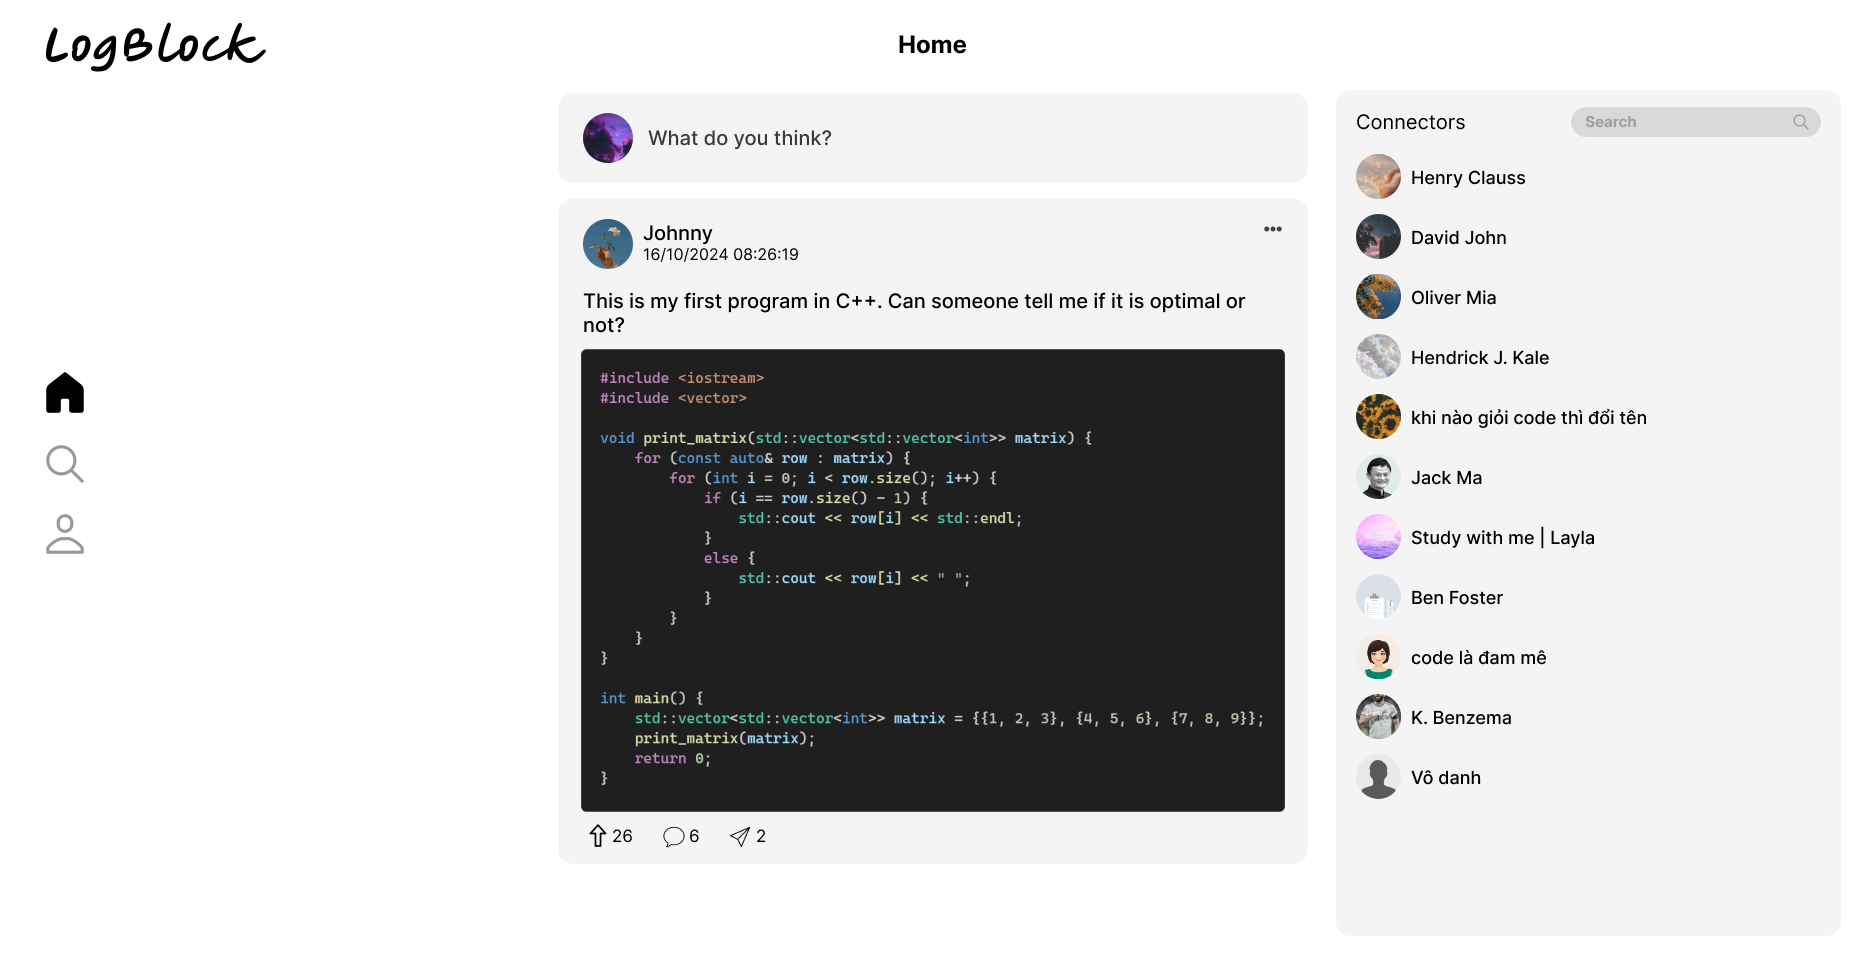 LogBlock
Home
What do you think?
Johnny
16/10/2024 08:26:19
This is my first program in C++. Can someone tell me if it is optimal or
not?
#include <iostream>
#include <vector>
void print_matrix(std::vector<std::vector<int>> matrix) {
for (const auto& row : matrix) {
for (int i = 0; i < row.size(); i++) {
if (i == row.size() - 1) {
std::cout << row[i] << std::endl;
}
else {
std::cout << row[i] << " ";
}
}
}
}
int main() {
std::vector<std::vector<int>> matrix = {{1, 2, 3}, {4, 5, 6}, {7, 8, 9}};
print_matrix(matrix);
return 0;
}
26 6 2
Connectors
Search
Henry Clauss
David John
Oliver Mia
Hendrick J. Kale
khi nào giỏi code thì đổi tên
Jack Ma
Study with me | Layla
Ben Foster
code là đam mê
K. Benzema
Vô danh